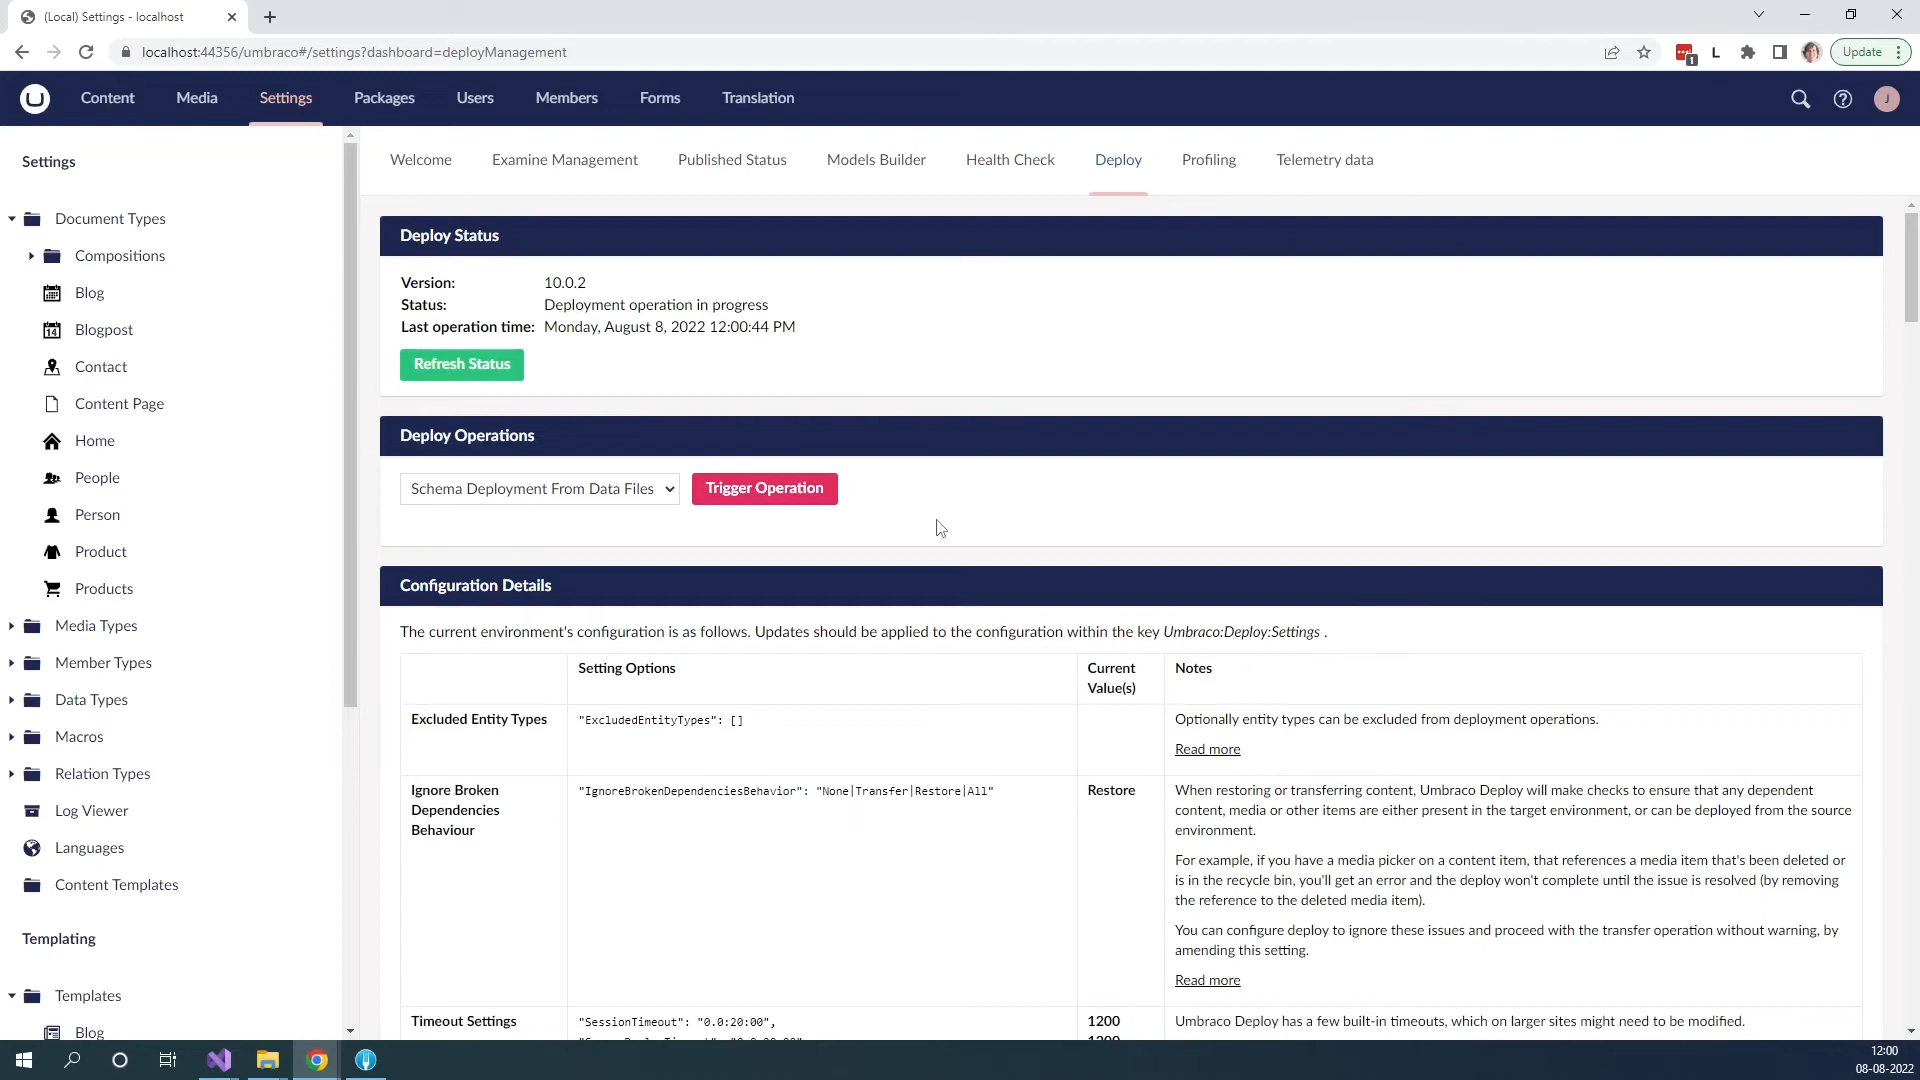 (Local) Settings - localhost
localhost:44356/umbraco#/settings?dashboard=deployManagement
1
L
Update
Content
Media
Settings
Packages
Users
Members
Forms
Translation
J
Settings
Document Types
Compositions
Blog
14
Blogpost
Contact
Content Page
Home
People
Person
Product
Products
Media Types
Member Types
Data Types
Macros
Relation Types
Log Viewer
Languages
Content Templates
Templating
Templates
Blog
Welcome
Examine Management
Published Status
Models Builder
Health Check
Deploy
Profiling
Telemetry data
Deploy Status
Version: 10.0.2
Status: Deployment operation in progress
Last operation time: Monday, August 8, 2022 12:00:44 PM
Refresh Status
Deploy Operations
Schema Deployment From Data Files
Trigger Operation
Configuration Details
The current environment's configuration is as follows. Updates should be applied to the configuration within the key Umbraco:Deploy:Settings .
Setting Options
Current
Value(s)
Notes
Excluded Entity Types
"ExcludedEntityTypes": []
Optionally entity types can be excluded from deployment operations.
Read more
Ignore Broken
Dependencies
Behaviour
"IgnoreBrokenDependenciesBehavior": "None|Transfer|Restore|All"
Restore
When restoring or transferring content, Umbraco Deploy will make checks to ensure that any dependent
content, media or other items are either present in the target environment, or can be deployed from the source
environment.
For example, if you have a media picker on a content item, that references a media item that's been deleted or
is in the recycle bin, you'll get an error and the deploy won't complete until the issue is resolved (by removing
the reference to the deleted media item).
You can configure deploy to ignore these issues and proceed with the transfer operation without warning, by
amending this setting.
Read more
Timeout Settings
"SessionTimeout": "0.0:20:00",
1200
Umbraco Deploy has a few built-in timeouts, which on larger sites might need to be modified.
12:00
08-08-2022